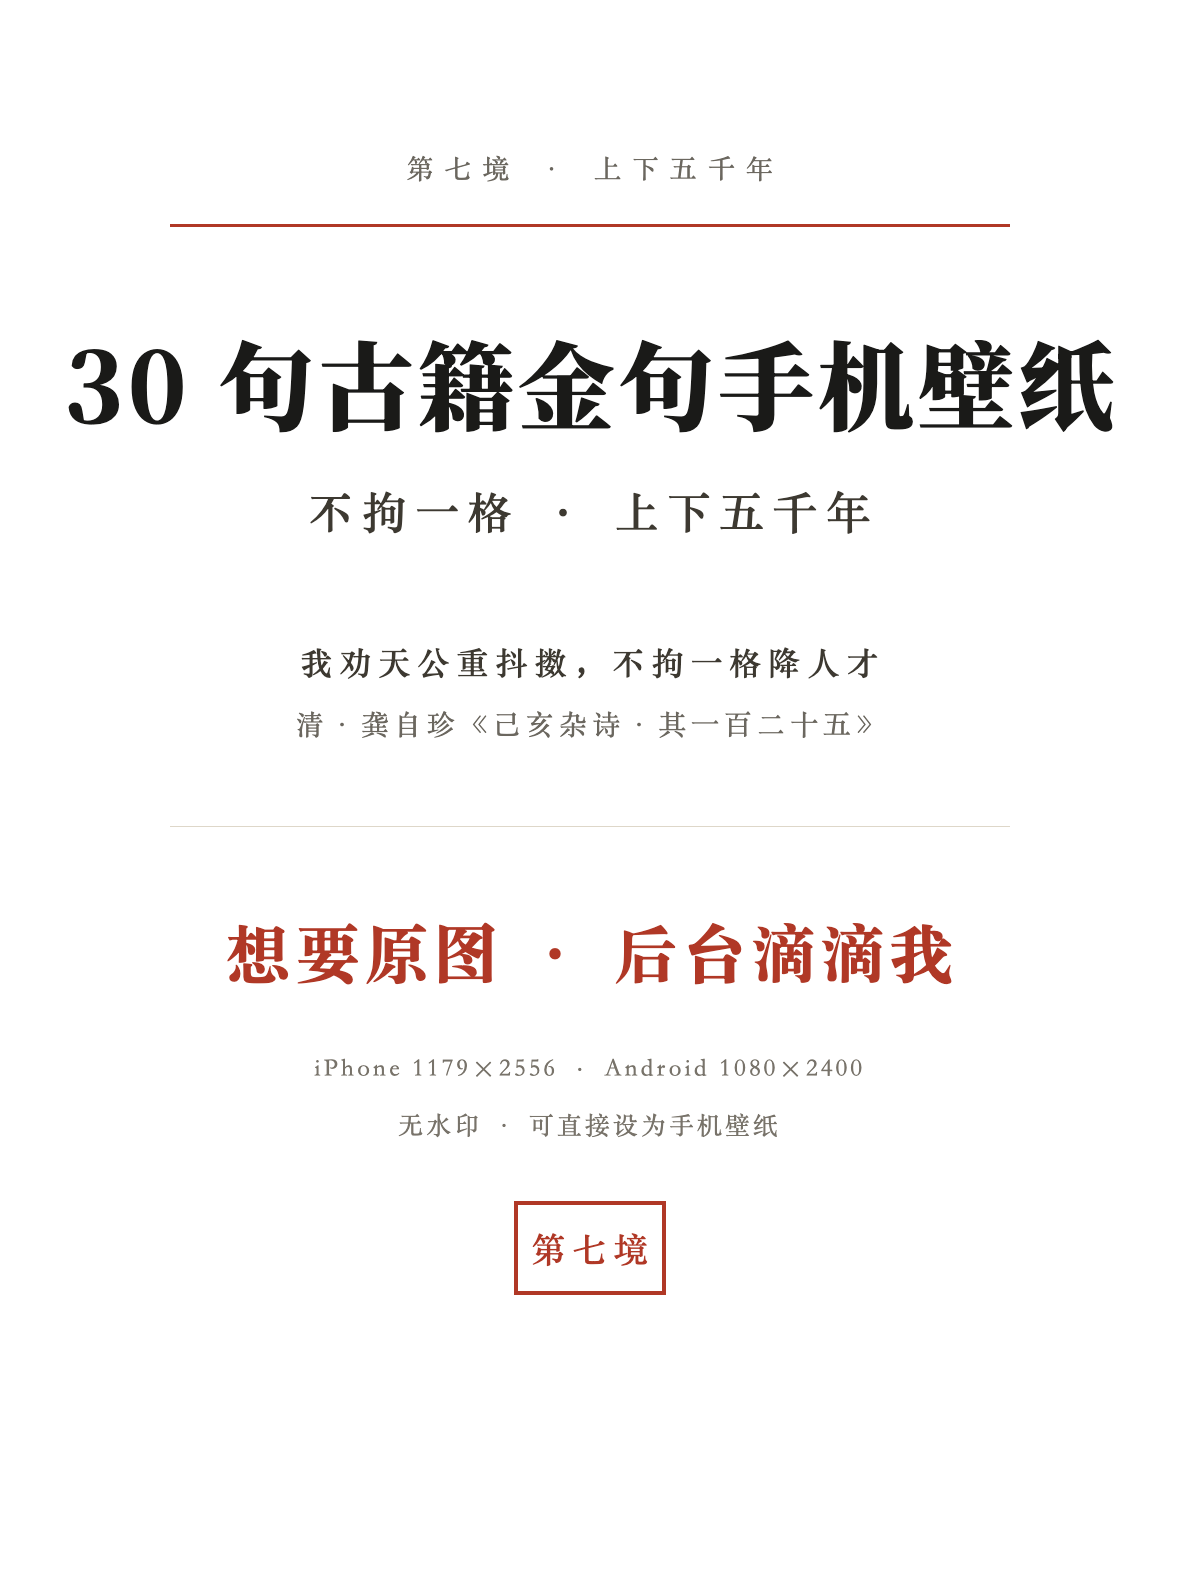 第七境 · 上下五千年
30 句古籍金句手机壁纸
不拘一格 · 上下五千年
我劝天公重抖擞，不拘一格降人才
清 · 龚自珍《己亥杂诗 · 其一百二十五》
想要原图 · 后台滴滴我
iPhone 1179×2556 · Android 1080×2400
无水印 · 可直接设为手机壁纸
第七境